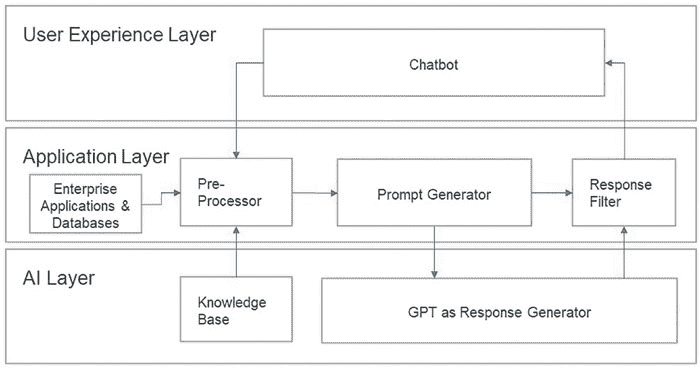 User Experience Layer
Chatbot
Application Layer
Enterprise
Applications &
Databases
Pre-
Processor
Prompt Generator
Response
Filter
AI Layer
Knowledge
Base
GPT as Response Generator